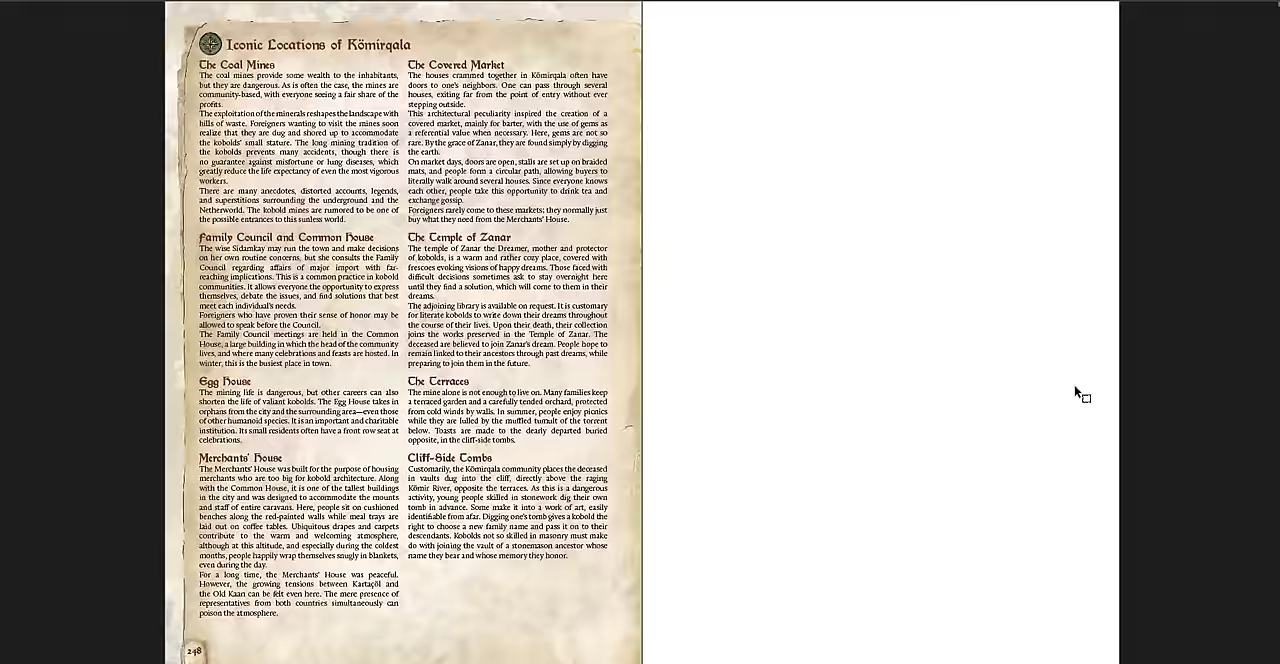 Iconic Locations of Kömürqala
The Coal Mines
The coal mines provide some wealth to the inhabitants,
but they are dangerous. As is often the case, the mines are
community-based, with everyone seeing a fair share of the
profits.
The exploitation of the minerals reshapes the landscape with
hills of waste. Foreigners wanting to visit the mines soon
realize that they are dug and shored up to accommodate
the kobolds' small stature. The long mining tradition of
the kobolds prevents many accidents, though there is
no guarantee against misfortune or lung diseases, which
greatly reduce the life expectancy of even the most vigorous
workers.
There are many anecdotes, distorted accounts, legends,
and superstitions surrounding the underground and the
Netherworld. The kobold mines are rumored to be one of
the possible entrances to this sunless world.
Family Council and Common House
The wise Sidamkay may run the town and make decisions
on her own routine concerns, but she consults the Family
Council regarding affairs of major import with far-
reaching implications. This is a common practice in kobold
communities. It allows everyone the opportunity to express
themselves, debate the issues, and find solutions that best
meet each individual's needs.
Foreigners who have proven their sense of honor may be
allowed to speak before the Council.
The Family Council meetings are held in the Common
House, a large building in which the head of the community
lives, and where many celebrations and feasts are hosted. In
winter, this is the busiest place in town.
Egg House
The mining life is dangerous, but other careers can also
shorten the life of valiant kobolds. The Egg House takes in
orphans from the city and the surrounding area—even those
of other humanoid species. It is an important and charitable
institution. Its small residents often have a front row seat at
celebrations.
Merchants' House
The Merchants' House was built for the purpose of housing
merchants who are too big for kobold architecture. Along
with the Common House, it is one of the tallest buildings
in the city and was designed to accommodate the mounts
and staff of entire caravans. Here, people sit on cushioned
benches along the red-painted walls while meal trays are
laid out on coffee tables. Ubiquitous drapes and carpets
contribute to the warm and welcoming atmosphere,
although at this altitude, and especially during the coldest
months, people happily wrap themselves snugly in blankets,
even during the day.
For a long time, the Merchants' House was peaceful.
However, the growing tensions between Kartaçöl and
the Old Kaan can be felt even here. The mere presence of
representatives from both countries simultaneously can
poison the atmosphere.
The Covered Market
The houses crammed together in Kömürqala often have
doors to one's neighbors. One can pass through several
houses, exiting far from the point of entry without ever
stepping outside.
This architectural peculiarity inspired the creation of a
covered market, mainly for barter, with the use of gems as
a referential value when necessary. Here, gems are not so
rare. By the grace of Zanar, they are found simply by digging
the earth.
On market days, doors are open, stalls are set up on braided
mats, and people form a circular path, allowing buyers to
literally walk around several houses. Since everyone knows
each other, people take this opportunity to drink tea and
exchange gossip.
Foreigners rarely come to these markets; they normally just
buy what they need from the Merchants' House.
The Temple of Zanar
The temple of Zanar the Dreamer, mother and protector
of kobolds, is a warm and rather cozy place, covered with
frescoes evoking visions of happy dreams. Those faced with
difficult decisions sometimes ask to stay overnight here
until they find a solution, which will come to them in their
dreams.
The adjoining library is available on request. It is customary
for literate kobolds to write down their dreams throughout
the course of their lives. Upon their death, their collection
joins the works preserved in the Temple of Zanar. The
deceased are believed to join Zanar's dream. People hope to
remain linked to their ancestors through past dreams, while
preparing to join them in the future.
The Terraces
The mine alone is not enough to live on. Many families keep
a terraced garden and a carefully tended orchard, protected
from cold winds by walls. In summer, people enjoy picnics
while they are lulled by the muffled tumult of the torrent
below. Toasts are made to the dearly departed buried
opposite, in the cliff-side tombs.
Cliff-Side Tombs
Customarily, the Kömürqala community places the deceased
in vaults dug into the cliff, directly above the raging
Kömür River, opposite the terraces. As this is a dangerous
activity, young people skilled in stonework dig their own
tomb in advance. Some make it into a work of art, easily
identifiable from afar. Digging one's tomb gives a kobold the
right to choose a new family name and pass it on to their
descendants. Kobolds not so skilled in masonry must make
do with joining the vault of a stonemason ancestor whose
name they bear and whose memory they honor.
248